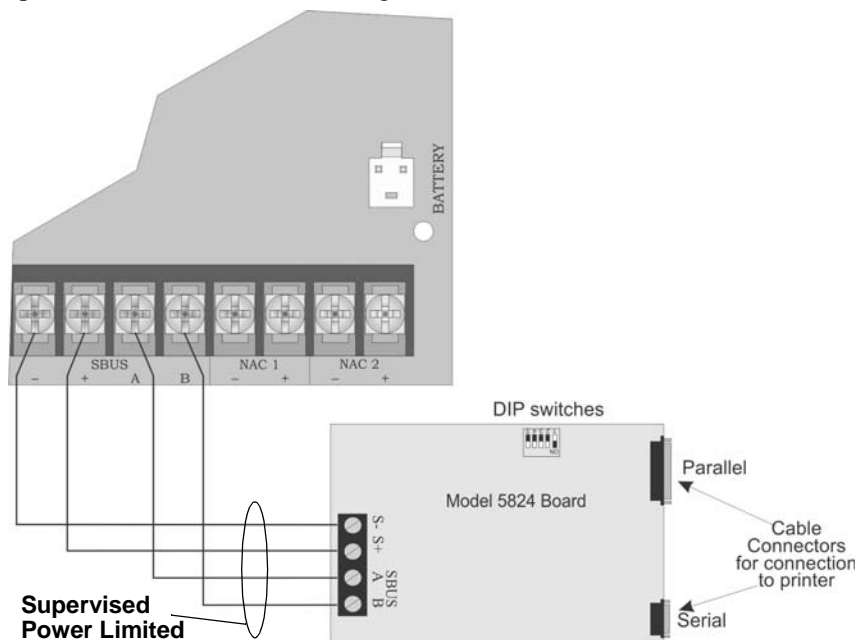 BATTERY
SBUS NAC 1 NAC 2
– + A B – + – +
DIP switches
Parallel
Model 5824 Board
Cable
Connectors
for connection
to printer
S-
S+
A
B
SBUS
Serial
Supervised
Power Limited